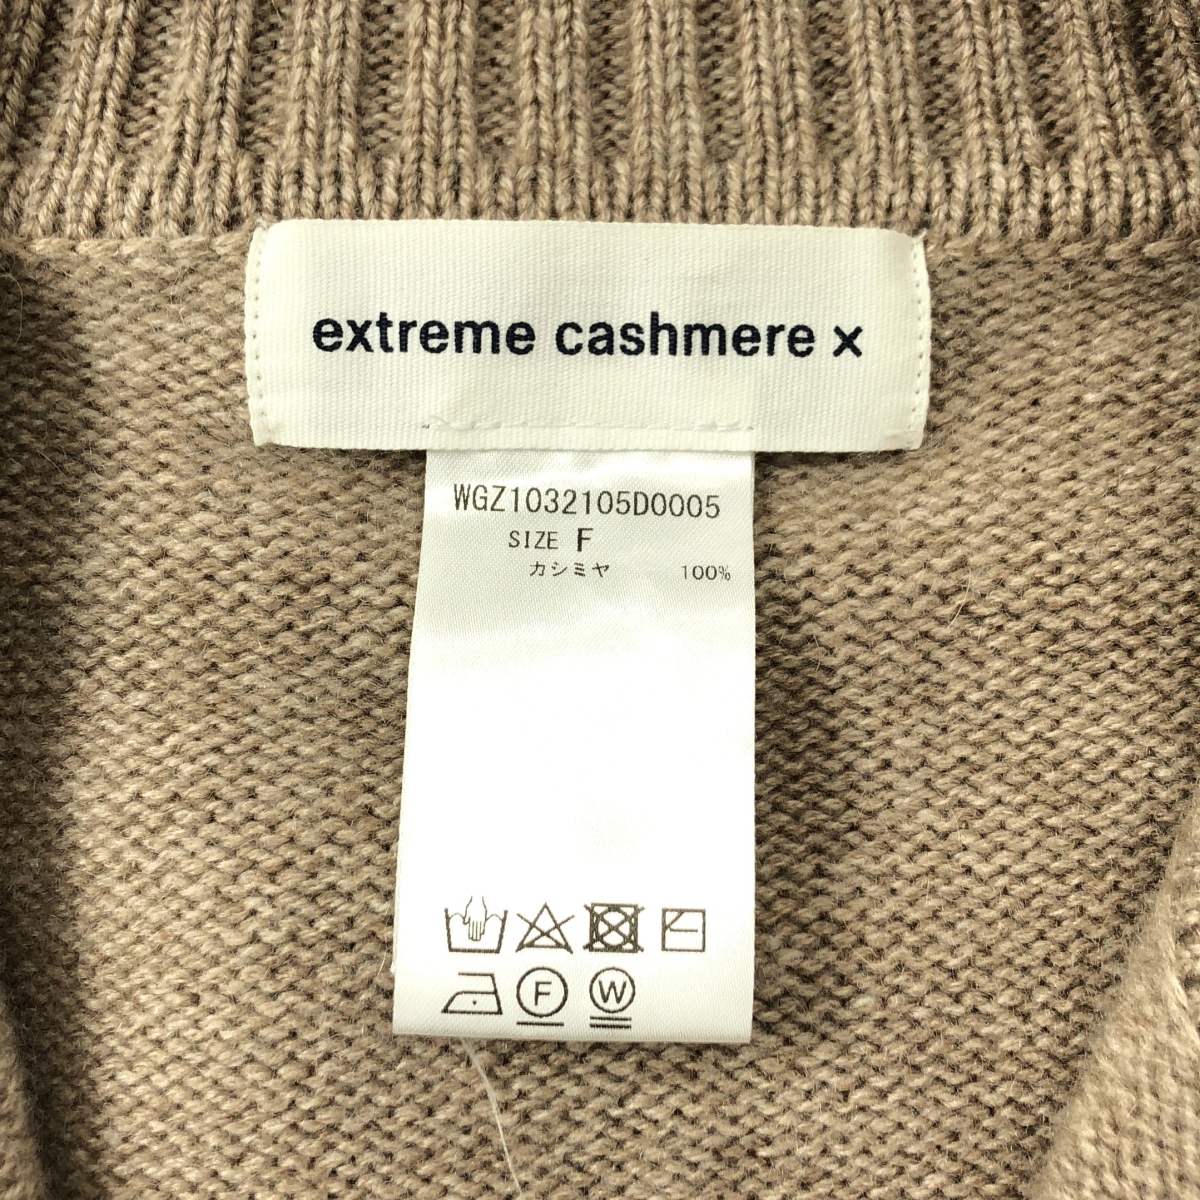 extreme cashmere x
WGZ1032105D0005
SIZE F
カシミヤ 100%
F W